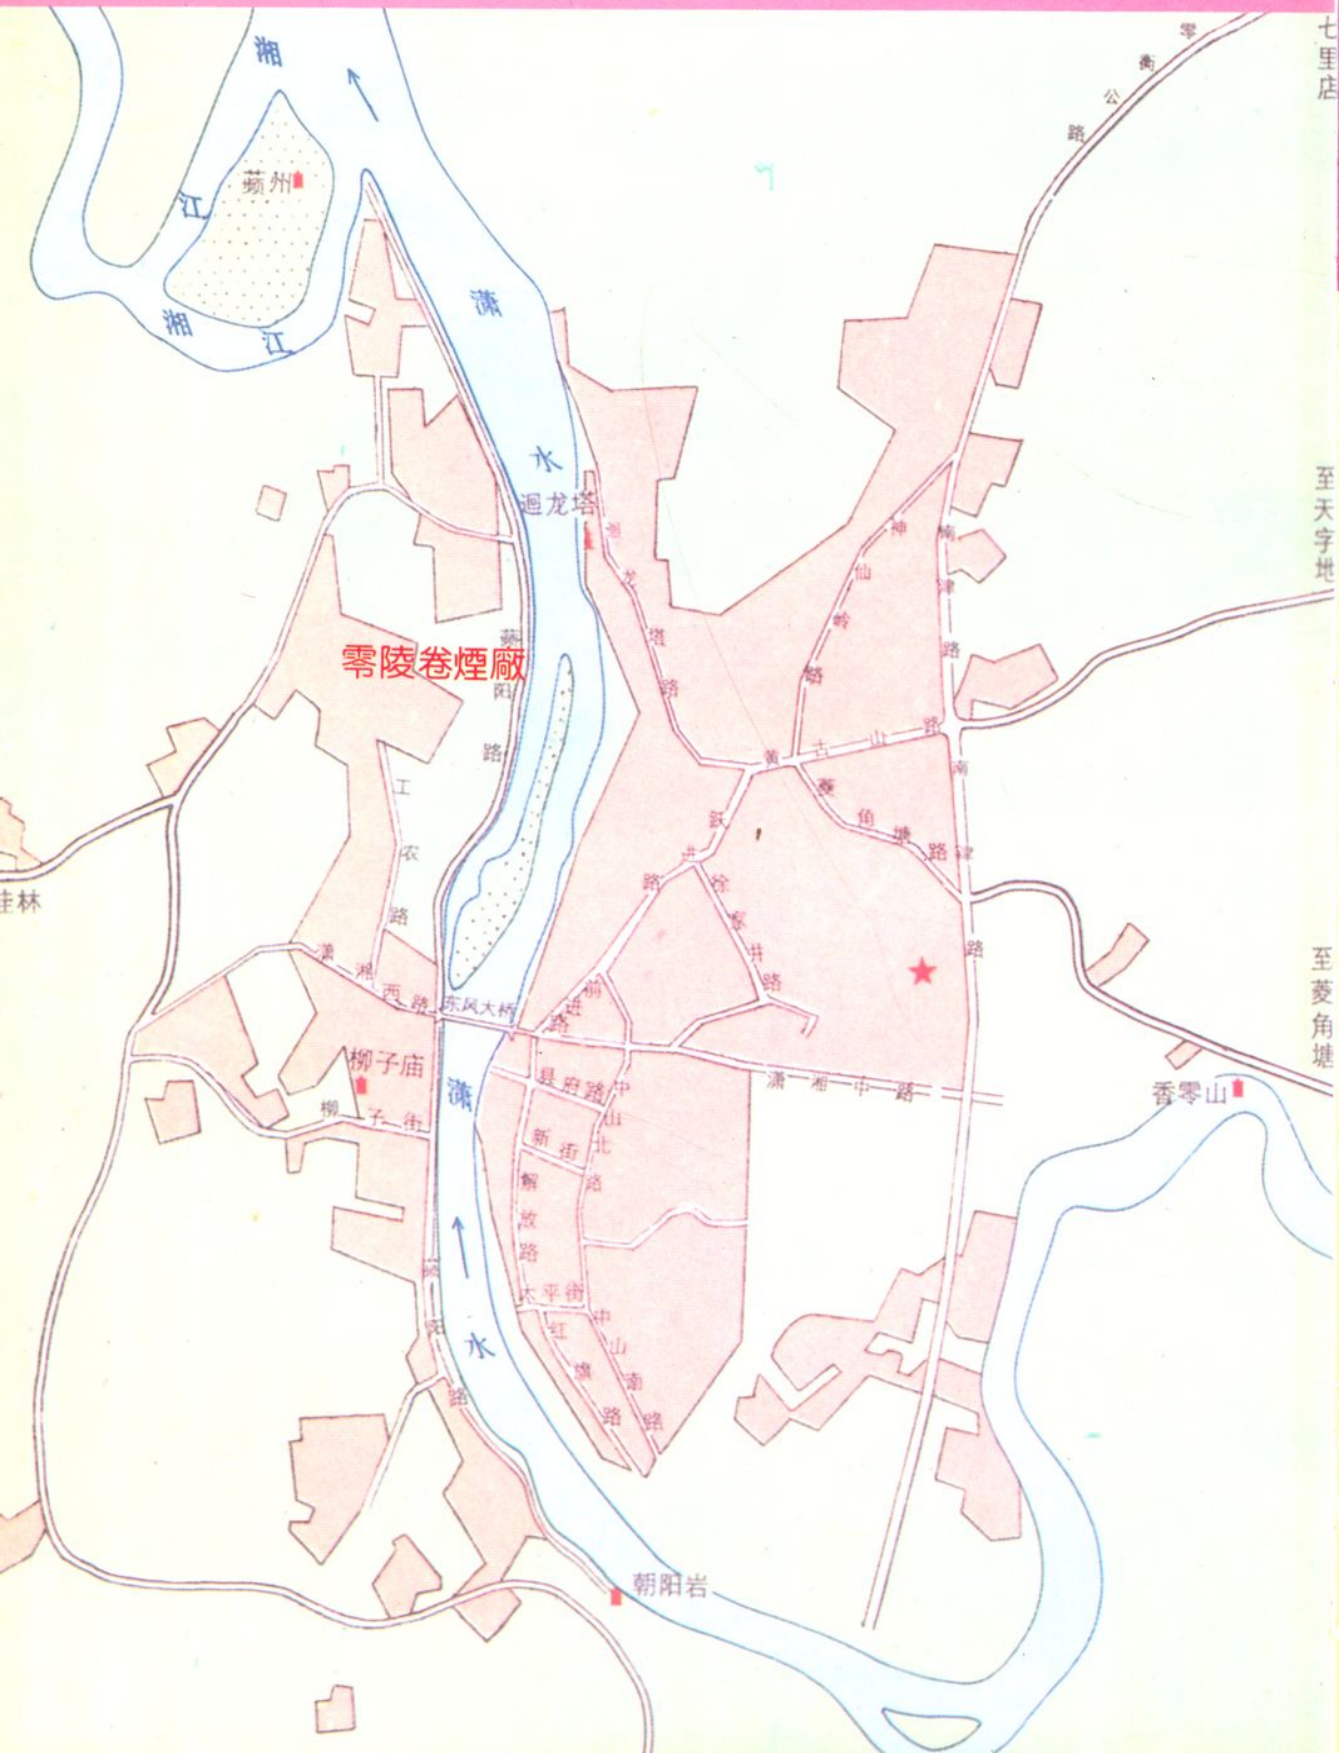 湘
江
湘
江
蘋州
零衡公路
七里店
至天字地
至菱角塘
潇
水
迴龙塔
龙塔路
神仙岭路
南津路
零陵卷煙廠
蘋阳路
黄古山路
菱角塘路
南津路
工农路
跃进路
徐家井路
桂林
潇湘西路
东风大桥
前进路
柳子庙
柳子街
潇
水
县府路
中山北路
新街
解放路
潇湘中路
香零山
太平街
中山南路
红旗路
蘋阳路
朝阳岩